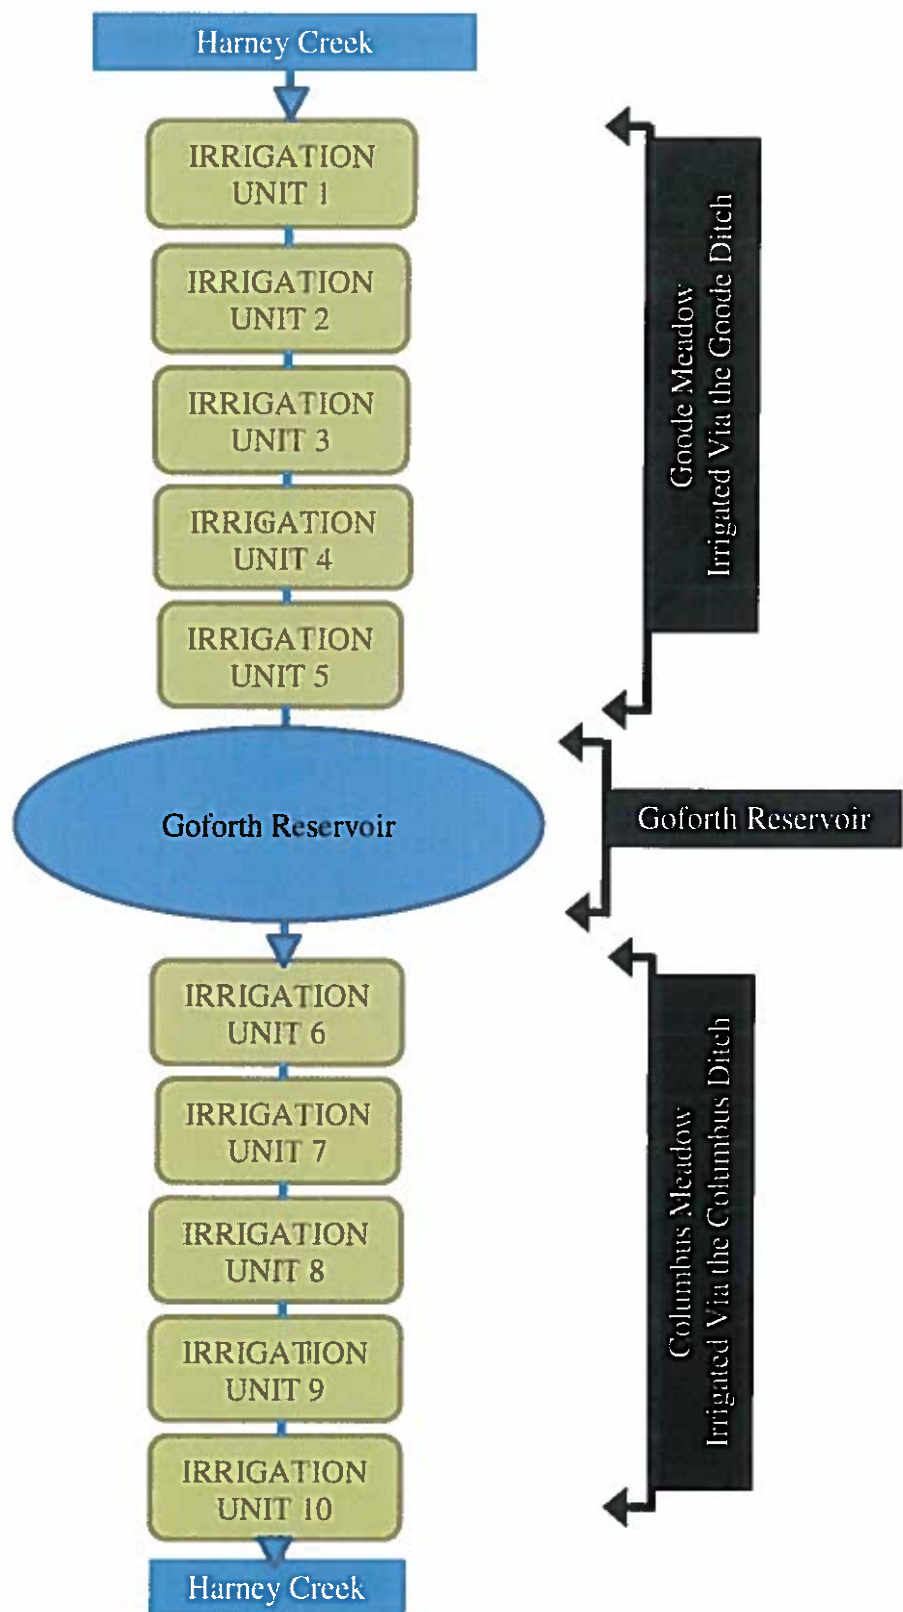 Harney Creek
IRRIGATION
UNIT 1
IRRIGATION
UNIT 2
IRRIGATION
UNIT 3
IRRIGATION
UNIT 4
IRRIGATION
UNIT 5
Goode Meadow
Irrigated Via the Goode Ditch
Goforth Reservoir
Goforth Reservoir
IRRIGATION
UNIT 6
IRRIGATION
UNIT 7
IRRIGATION
UNIT 8
IRRIGATION
UNIT 9
IRRIGATION
UNIT 10
Columbus Meadow
Irrigated Via the Columbus Ditch
Harney Creek